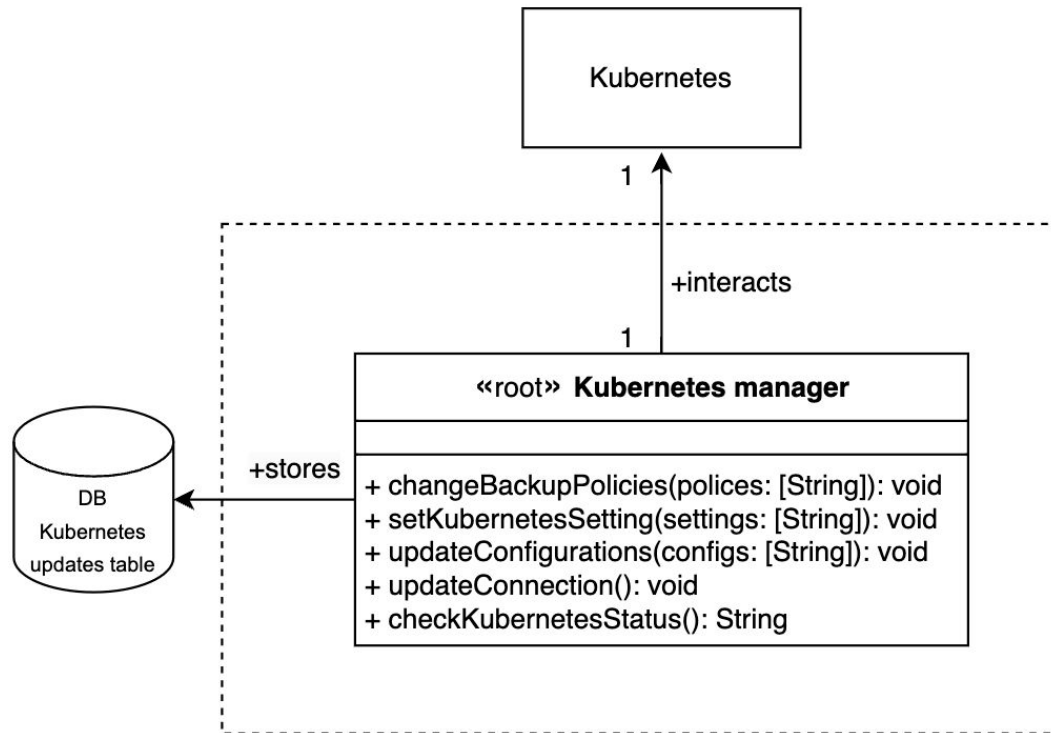 Kubernetes
1
+interacts
1
«root» Kubernetes manager
+stores
DB
Kubernetes
updates table
+ changeBackupPolicies(polices: [String]): void
+ setKubernetesSetting(settings: [String]): void
+ updateConfigurations(configs: [String]): void
+ updateConnection(): void
+ checkKubernetesStatus(): String